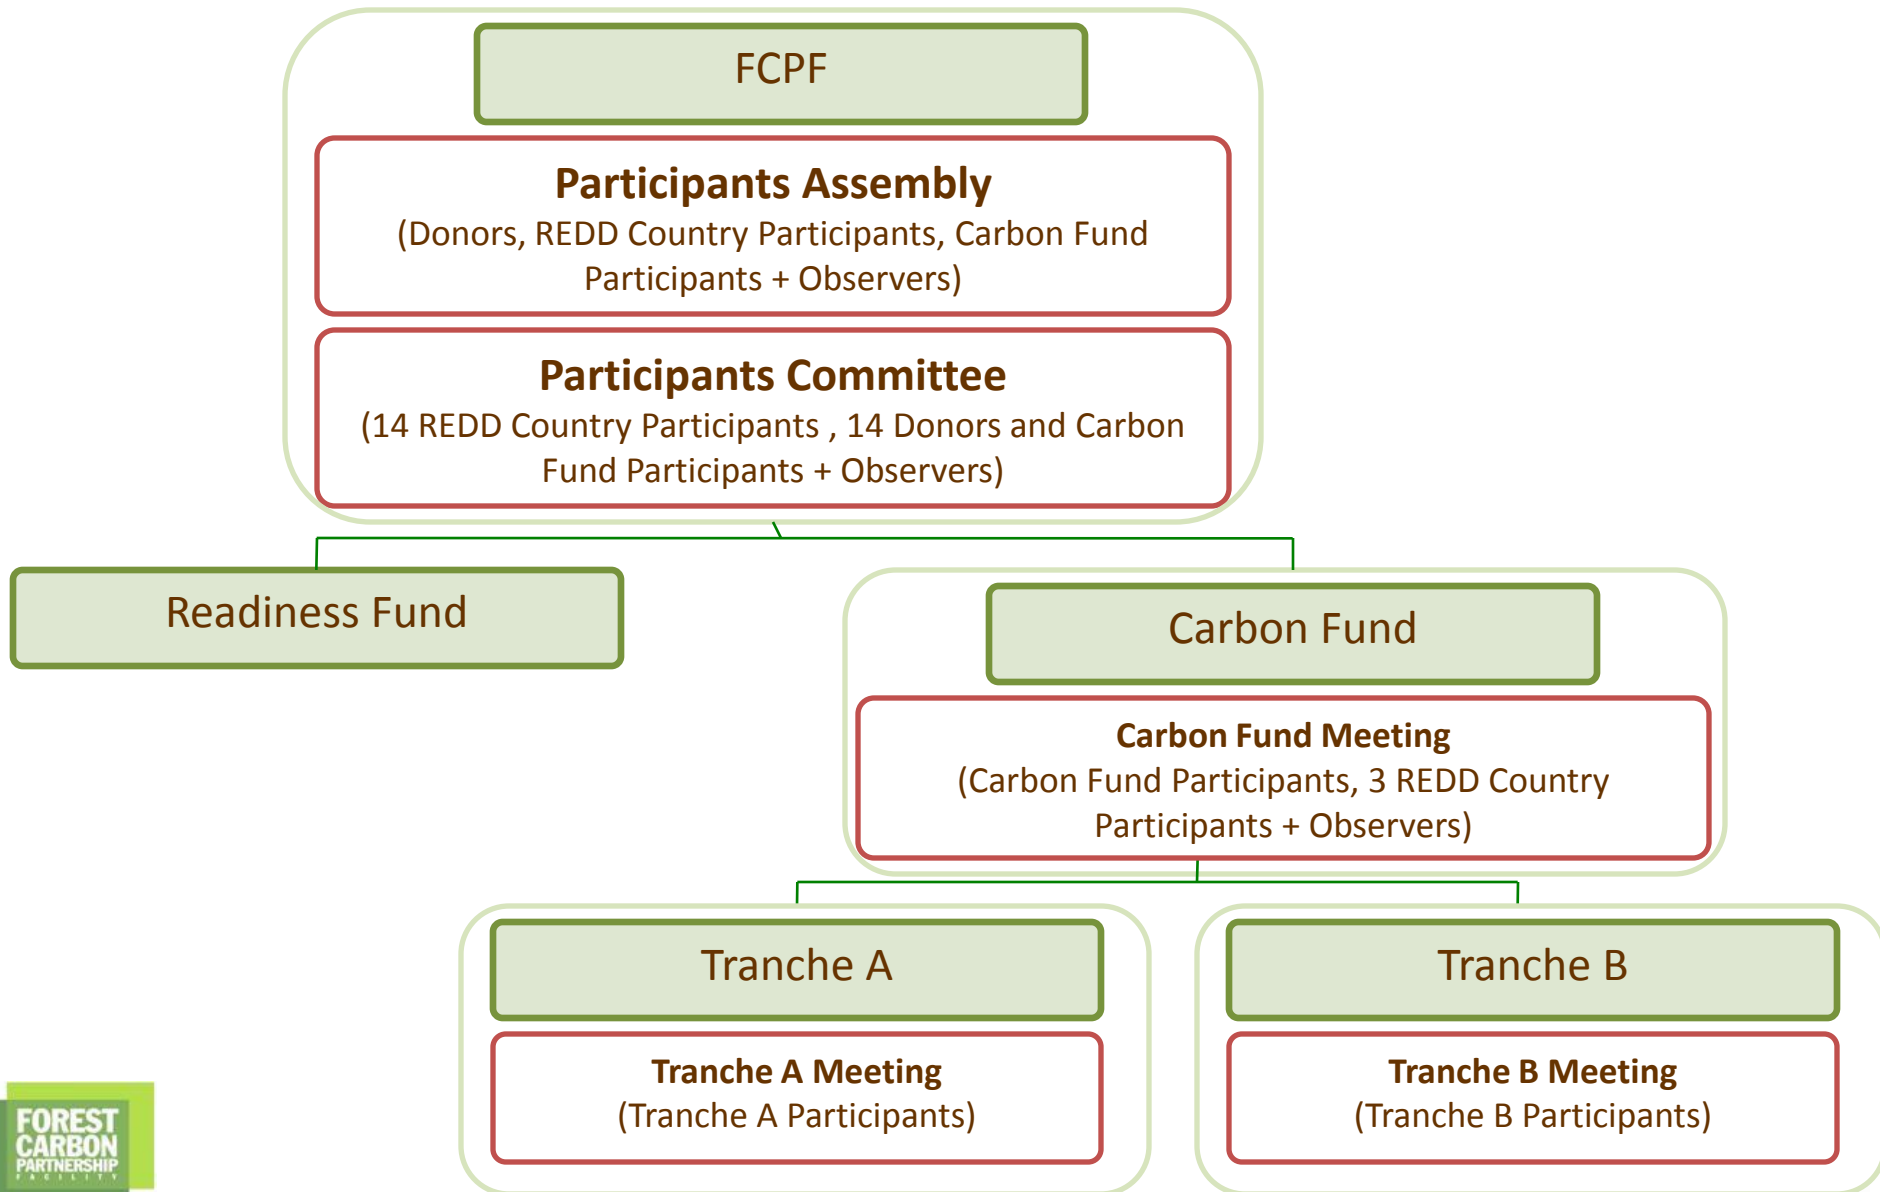 FCPF
Participants Assembly
(Donors, REDD Country Participants, Carbon Fund
Participants + Observers)
Participants Committee
(14 REDD Country Participants , 14 Donors and Carbon
Fund Participants + Observers)
Readiness Fund
Carbon Fund
Carbon Fund Meeting
(Carbon Fund Participants, 3 REDD Country
Participants + Observers)
Tranche A
Tranche A Meeting
(Tranche A Participants)
Tranche B
Tranche B Meeting
(Tranche B Participants)
FOREST
CARBON
PARTNERSHIP
FACILITY